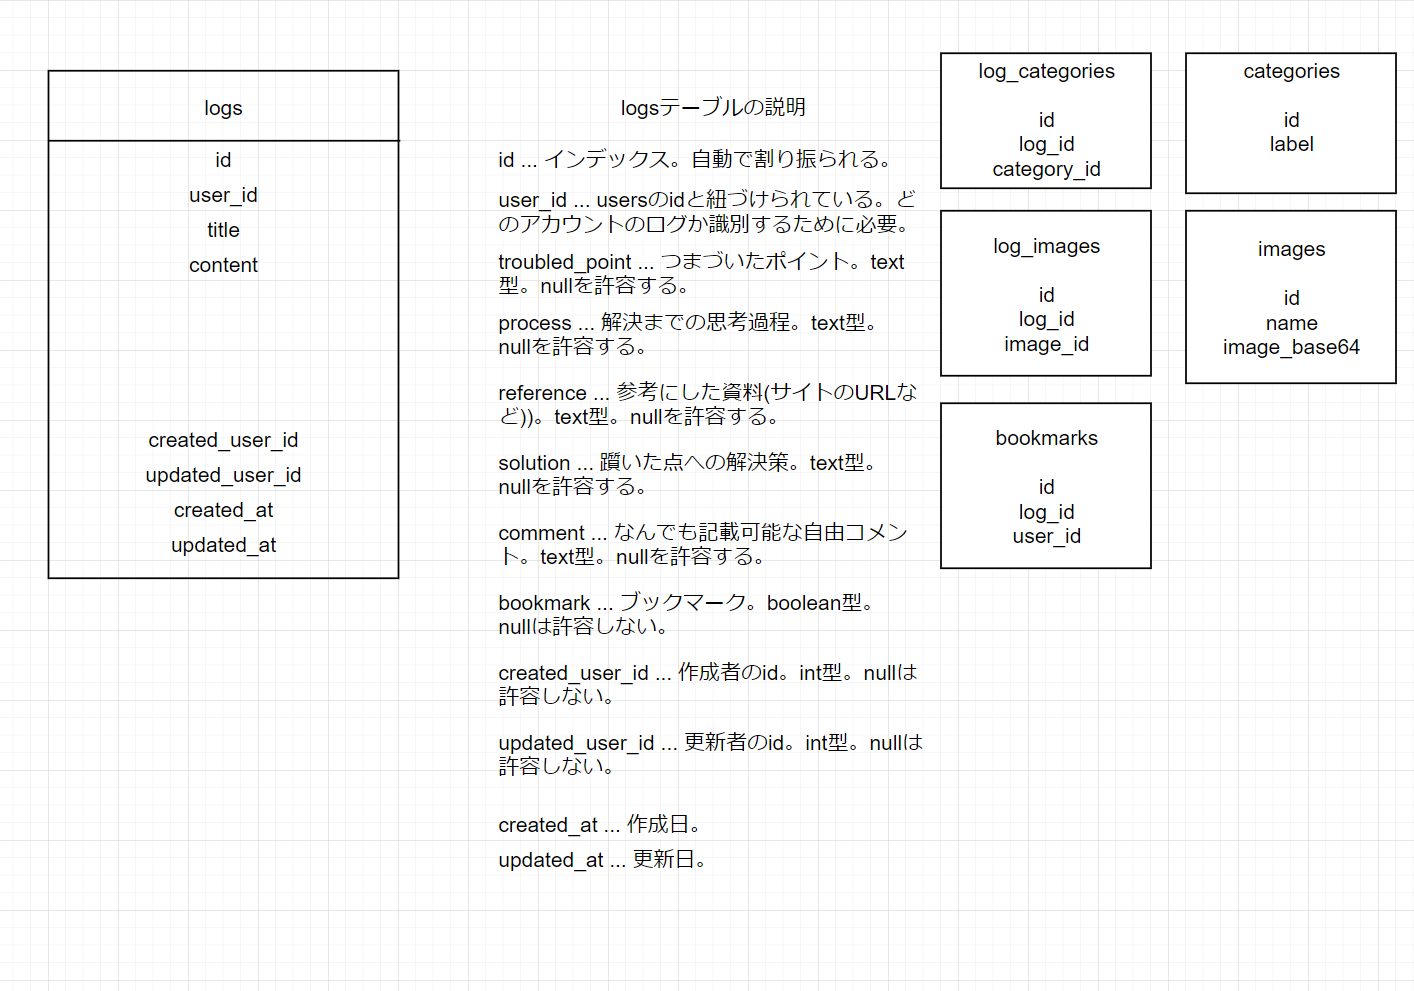 logs
id
user_id
title
content
created_user_id
updated_user_id
created_at
updated_at
logsテーブルの説明
id ... インデックス。自動で割り振られる。
user_id ... usersのidと紐づけられている。ど
のアカウントのログか識別するために必要。
troubled_point ... つまづいたポイント。text
型。nullを許容する。
process ... 解決までの思考過程。text型。
nullを許容する。
reference ... 参考にした資料(サイトのURLな
ど))。text型。nullを許容する。
solution ... 躓いた点への解決策。text型。
nullを許容する。
comment ... なんでも記載可能な自由コメン
ト。text型。nullを許容する。
bookmark ... ブックマーク。boolean型。
nullは許容しない。
created_user_id ... 作成者のid。int型。nullは
許容しない。
updated_user_id ... 更新者のid。int型。nullは
許容しない。
created_at ... 作成日。
updated_at ... 更新日。
log_categories
id
log_id
category_id
categories
id
label
log_images
id
log_id
image_id
images
id
name
image_base64
bookmarks
id
log_id
user_id